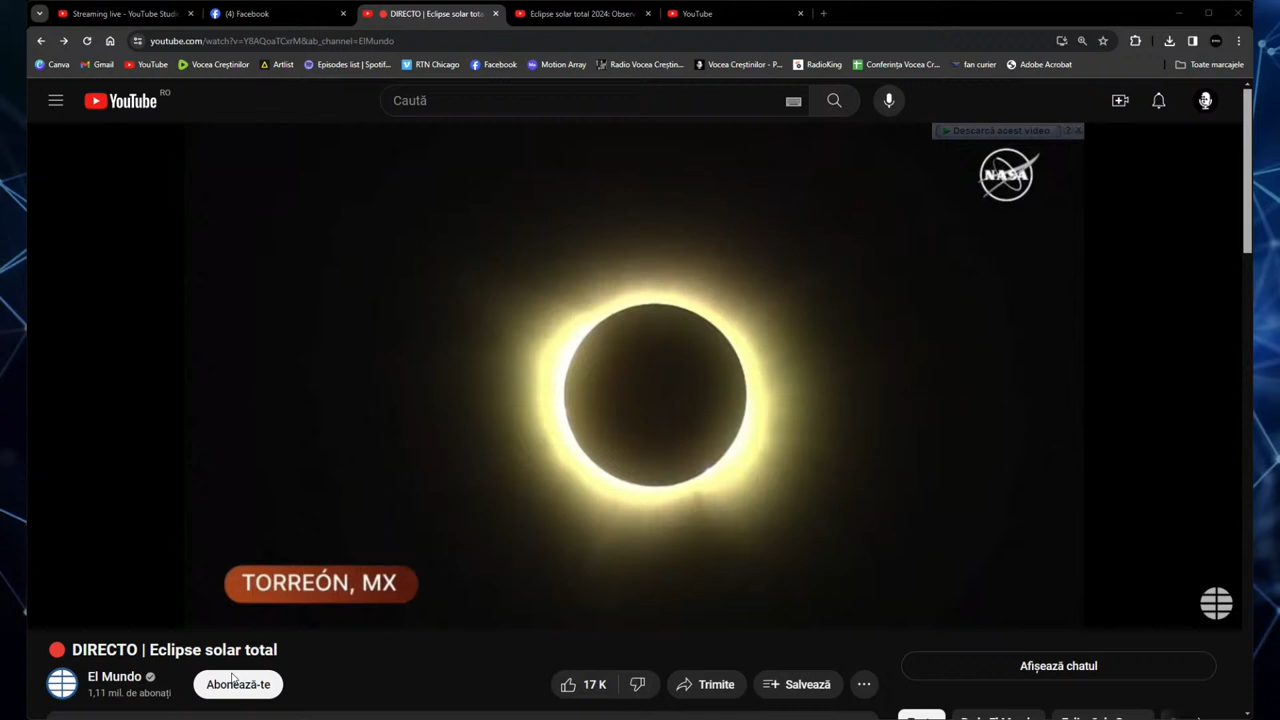 Streaming live - YouTube Studi
(4) Facebook
DIRECTO | Eclipse solar tota
Eclipse solar total 2024: Obser
YouTube
youtube.com/watch?v=Y8AQoaTCxrM&ab_channel=ElMundo
Canva
Gmail
YouTube
Vocea Creștinilor
Artlist
Episodes list | Spotif...
RTN Chicago
Facebook
Motion Array
Radio Vocea Creștin...
Vocea Creștinilor - P...
RadioKing
Conferința Vocea Cr...
fan curier
Adobe Acrobat
Toate marcajele
YouTube RO
Caută
Descarcă acest video
NASA
TORREÓN, MX
DIRECTO | Eclipse solar total
El Mundo
1,11 mil. de abonați
Abonează-te
17 K
Trimite
Salvează
Afișează chatul